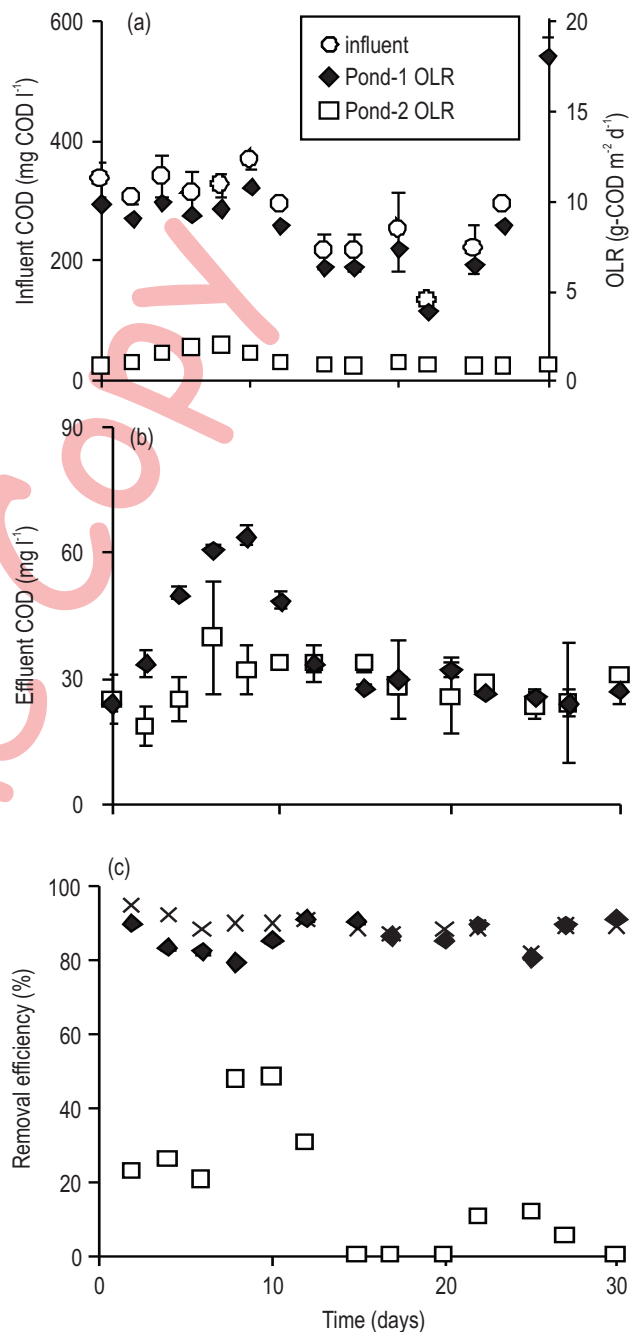 (a)
600
400
200
0
Influent COD (mg COD l⁻¹)
influent
Pond-1 OLR
Pond-2 OLR
20
15
10
5
0
OLR (g-COD m⁻² d⁻¹)
Copy
(b)
90
60
30
0
Effluent COD (mg l⁻¹)
(c)
100
80
60
40
20
0
Removal efficiency (%)
0 10 20 30
Time (days)